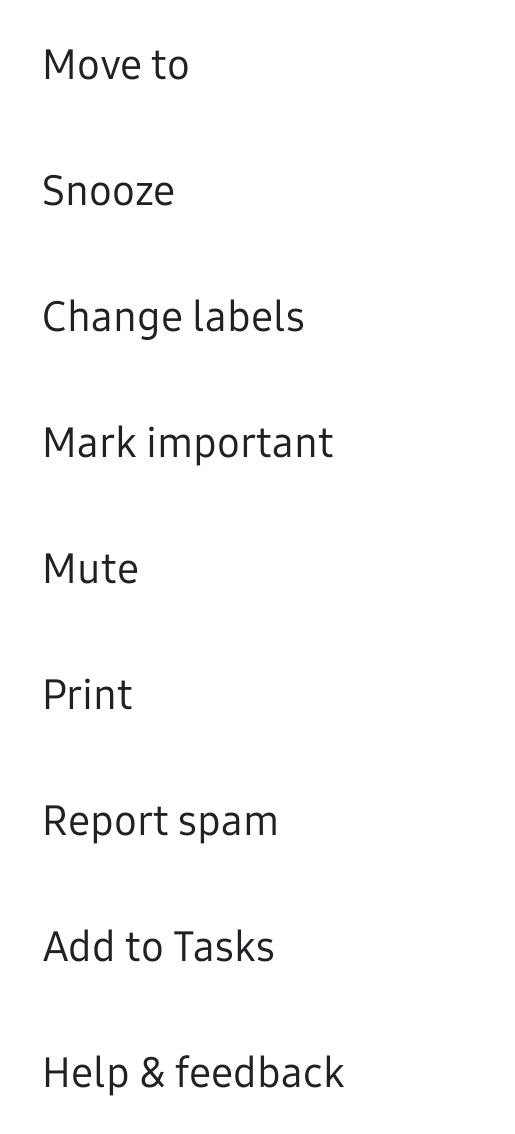 Move to
Snooze
Change labels
Mark important
Mute
Print
Report spam
Add to Tasks
Help & feedback